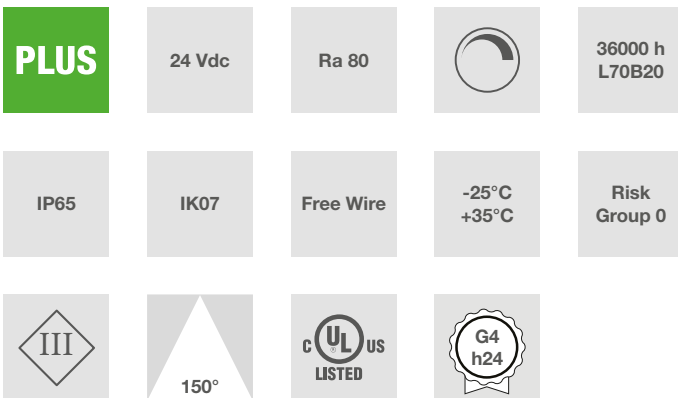 PLUS
24 Vdc
Ra 80
36000 h
L70B20
IP65
IK07
Free Wire
-25°C
+35°C
Risk
Group 0
III
150°
C UL US
LISTED
G4
h24